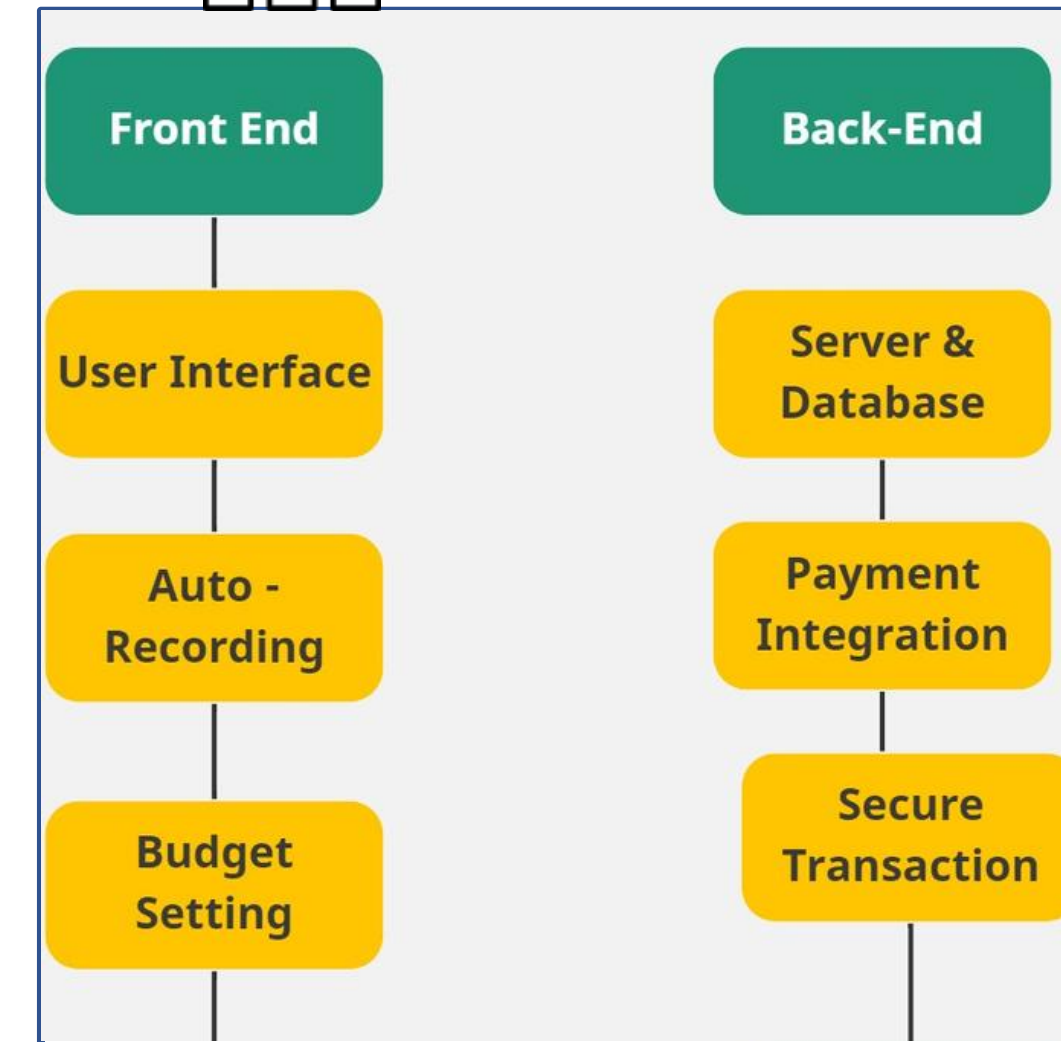 Front End
User Interface
Auto -
Recording
Budget
Setting
Back-End
Server &
Database
Payment
Integration
Secure
Transaction